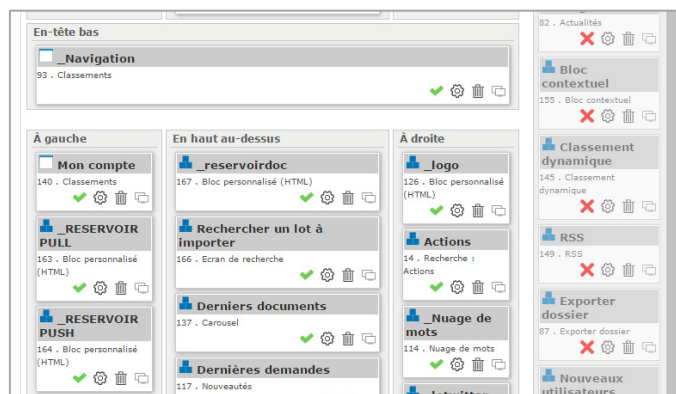 En-tête bas
_Navigation
93 . Classements
À gauche
Mon compte
140 . Classements
_RESERVOIR
PULL
163 . Bloc personnalisé
(HTML)
_RESERVOIR
PUSH
164 . Bloc personnalisé
(HTML)
En haut au-dessus
_reservoirdoc
167 . Bloc personnalisé (HTML)
Rechercher un lot à
importer
166 . Ecran de recherche
Derniers documents
137 . Carousel
Dernières demandes
117 . Nouveautés
À droite
_logo
126 . Bloc personnalisé
(HTML)
Actions
14 . Recherche :
Actions
_Nuage de
mots
114 . Nuage de mots
82 . Actualités
Bloc
contextuel
155 . Bloc contextuel
Classement
dynamique
145 . Classement
dynamique
RSS
149 . RSS
Exporter
dossier
87 . Exporter dossier
Nouveaux
utilisateurs